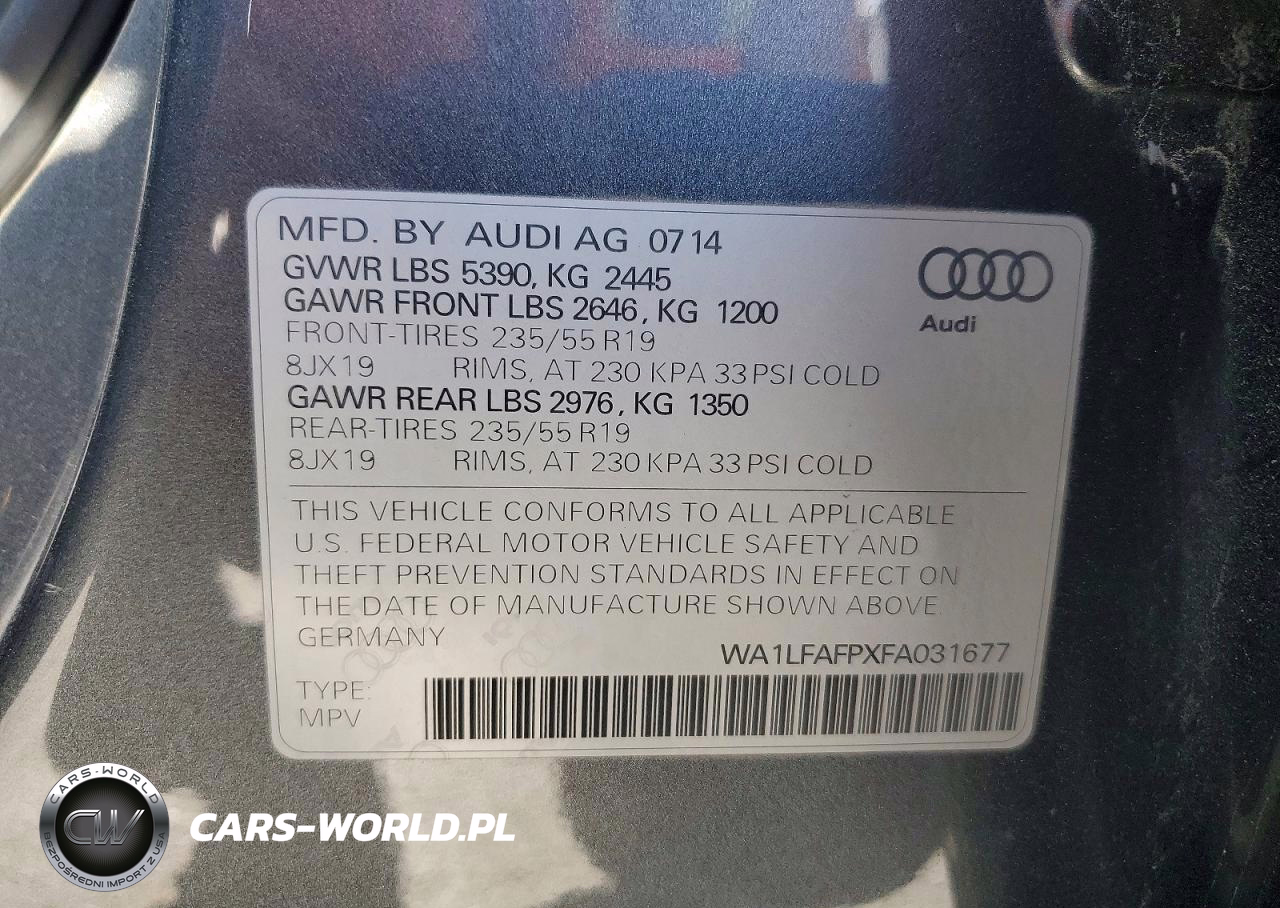 MFD. BY AUDI AG 0714
GVWR LBS 5390, KG 2445
GAWR FRONT LBS 2646, KG 1200
FRONT-TIRES 235/55 R19
8JX19 RIMS, AT 230 KPA 33 PSI COLD
GAWR REAR LBS 2976, KG 1350
REAR-TIRES 235/55 R19
8JX19 RIMS, AT 230 KPA 33 PSI COLD
Audi
THIS VEHICLE CONFORMS TO ALL APPLICABLE
U.S. FEDERAL MOTOR VEHICLE SAFETY AND
THEFT PREVENTION STANDARDS IN EFFECT ON
THE DATE OF MANUFACTURE SHOWN ABOVE.
GERMANY
WA1LFAFPXFA031677
TYPE:
MPV
CARS-WORLD
CW
BEZPOŚREDNI IMPORT Z USA
CARS-WORLD.PL